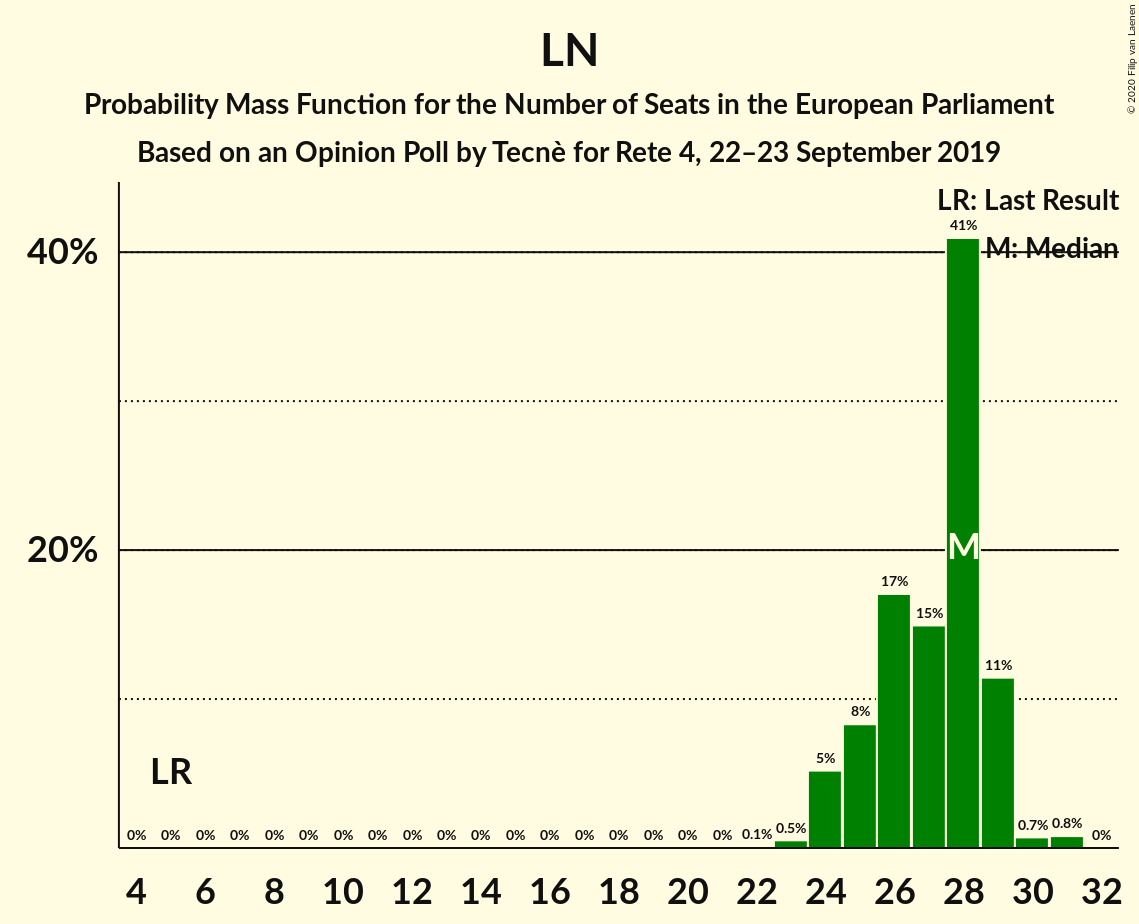 LN
Probability Mass Function for the Number of Seats in the European Parliament
Based on an Opinion Poll by Tecnè for Rete 4, 22–23 September 2019
© 2020 Filip van Laenen
LR: Last Result
M: Median
40%
20%
41%
M
17%
15%
11%
8%
5%
LR
0% 0% 0% 0% 0% 0% 0% 0% 0% 0% 0% 0% 0% 0% 0% 0% 0% 0% 0.1% 0.5% 0.7% 0.8% 0%
4 6 8 10 12 14 16 18 20 22 24 26 28 30 32